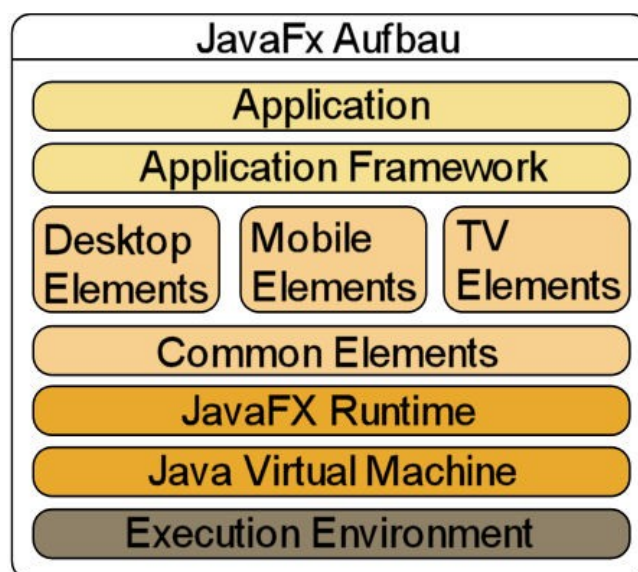 JavaFx Aufbau
Application
Application Framework
Desktop
Elements
Mobile
Elements
TV
Elements
Common Elements
JavaFX Runtime
Java Virtual Machine
Execution Environment